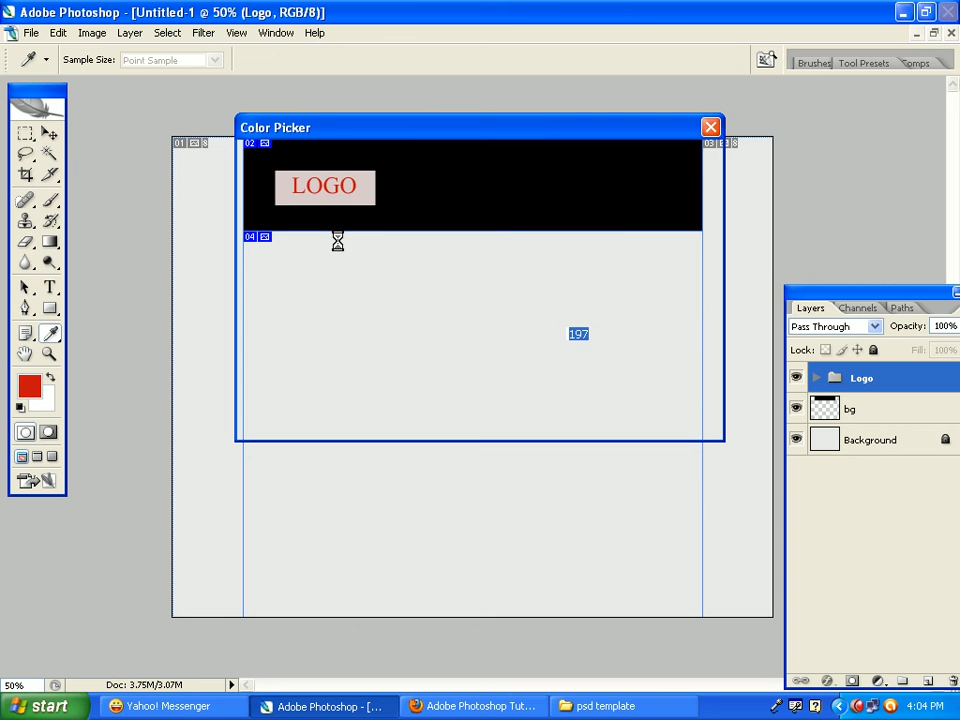 Adobe Photoshop - [Untitled-1 @ 50% (Logo, RGB/8)]
File Edit Image Layer Select Filter View Window Help
Sample Size: Point Sample
Brushes Tool Presets Comps
Color Picker
01
02
03
LOGO
04
197
Layers Channels Paths
Pass Through Opacity: 100%
Lock: Fill: 100%
Logo
bg
Background
50% Doc: 3.75M/3.07M
start Yahoo! Messenger Adobe Photoshop - [... Adobe Photoshop Tut... psd template 4:04 PM